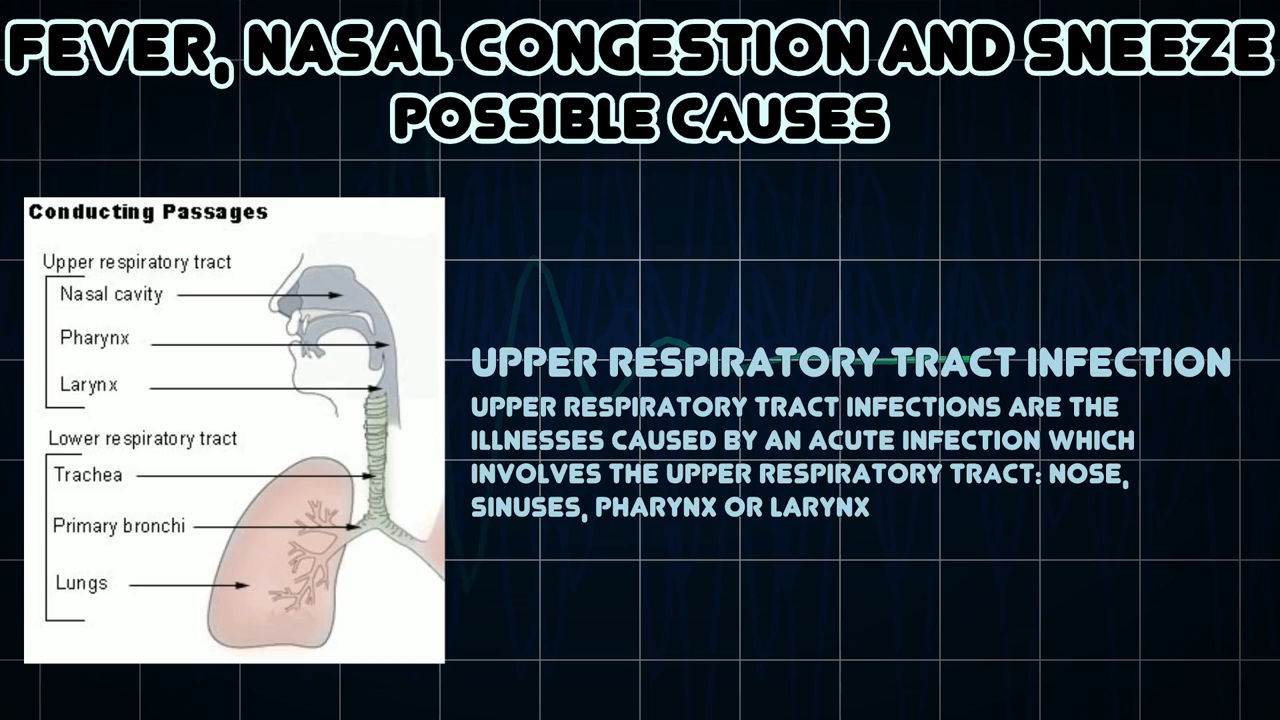 FEVER, NASAL CONGESTION AND SNEEZE
POSSIBLE CAUSES
Conducting Passages
Upper respiratory tract
Nasal cavity
Pharynx
Larynx
Lower respiratory tract
Trachea
Primary bronchi
Lungs
UPPER RESPIRATORY TRACT INFECTION
UPPER RESPIRATORY TRACT INFECTIONS ARE THE
ILLNESSES CAUSED BY AN ACUTE INFECTION WHICH
INVOLVES THE UPPER RESPIRATORY TRACT: NOSE,
SINUSES, PHARYNX OR LARYNX